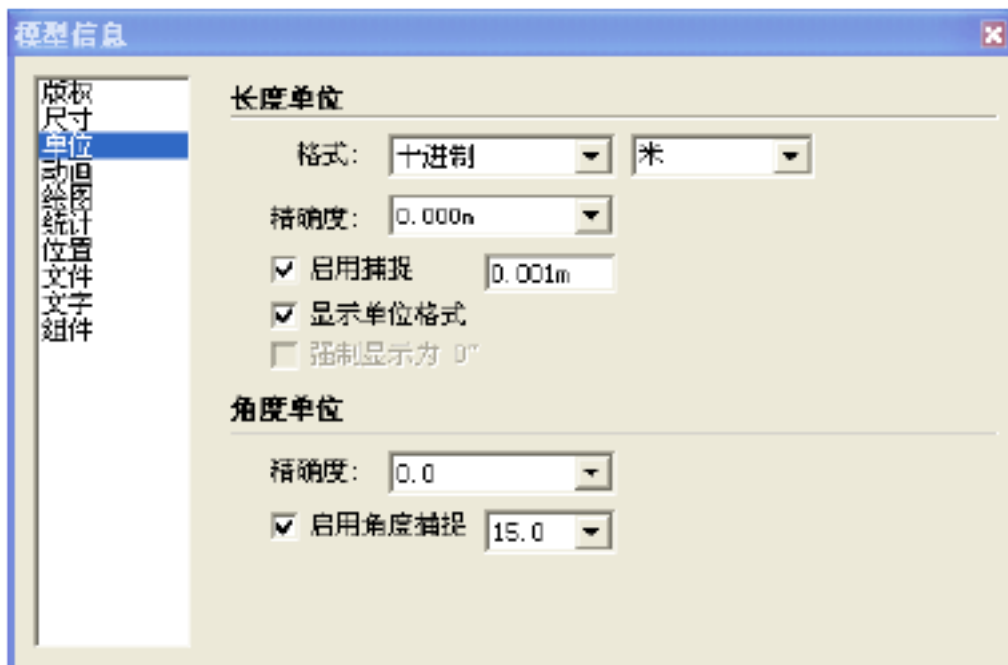 模型信息
版权
尺寸
单位
动画
绘图
统计
位置
文件
文字
组件
长度单位
格式: 十进制 米
精确度: 0.000m
启用捕捉 0.001m
显示单位格式
强制显示为 0"
角度单位
精确度: 0.0
启用角度捕捉 15.0